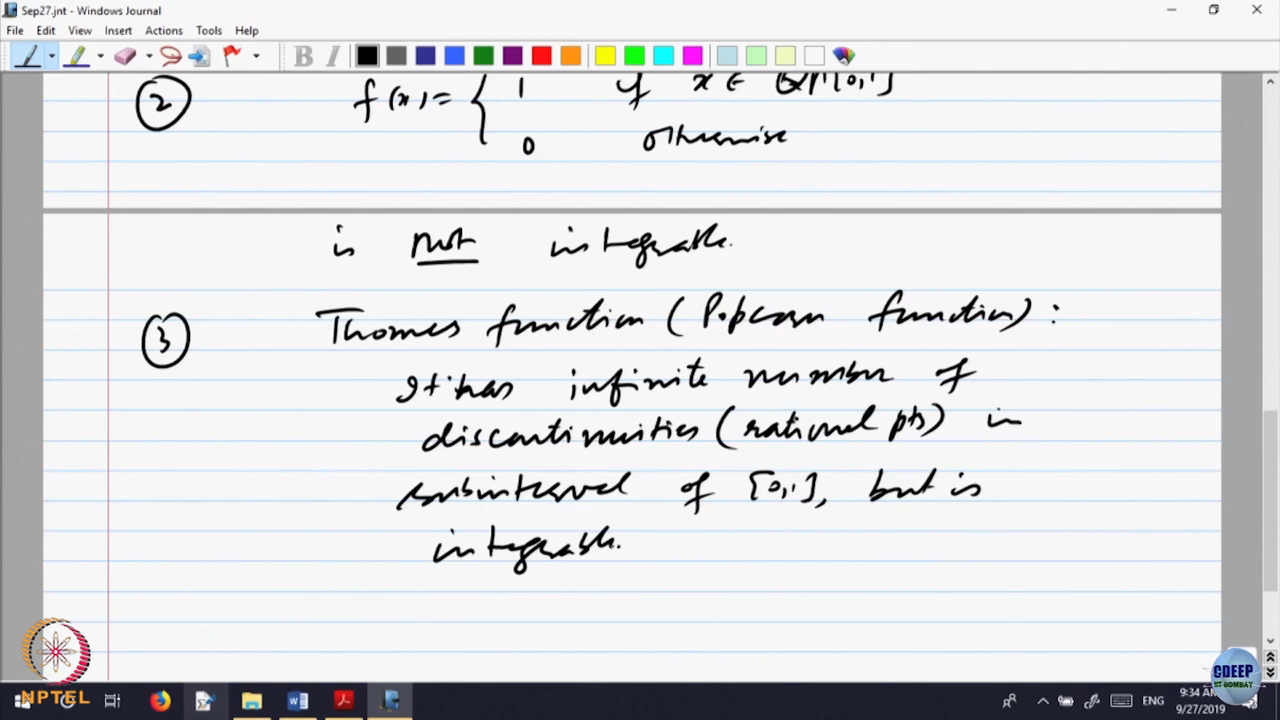 Sep27.jnt - Windows Journal
File Edit View Insert Actions Tools Help
B I
② f(x) = { 1 if x ∈ Q∩[0,1]
0 otherwise
is not integrable.
③ Thomes function (Popcorn function) :
It has infinite number of
discontinuities (rational pts) in
subinterval of [0,1], but is
integrable.
NPTEL
CDEEP
IIT BOMBAY
ENG
9:34 AM
9/27/2019